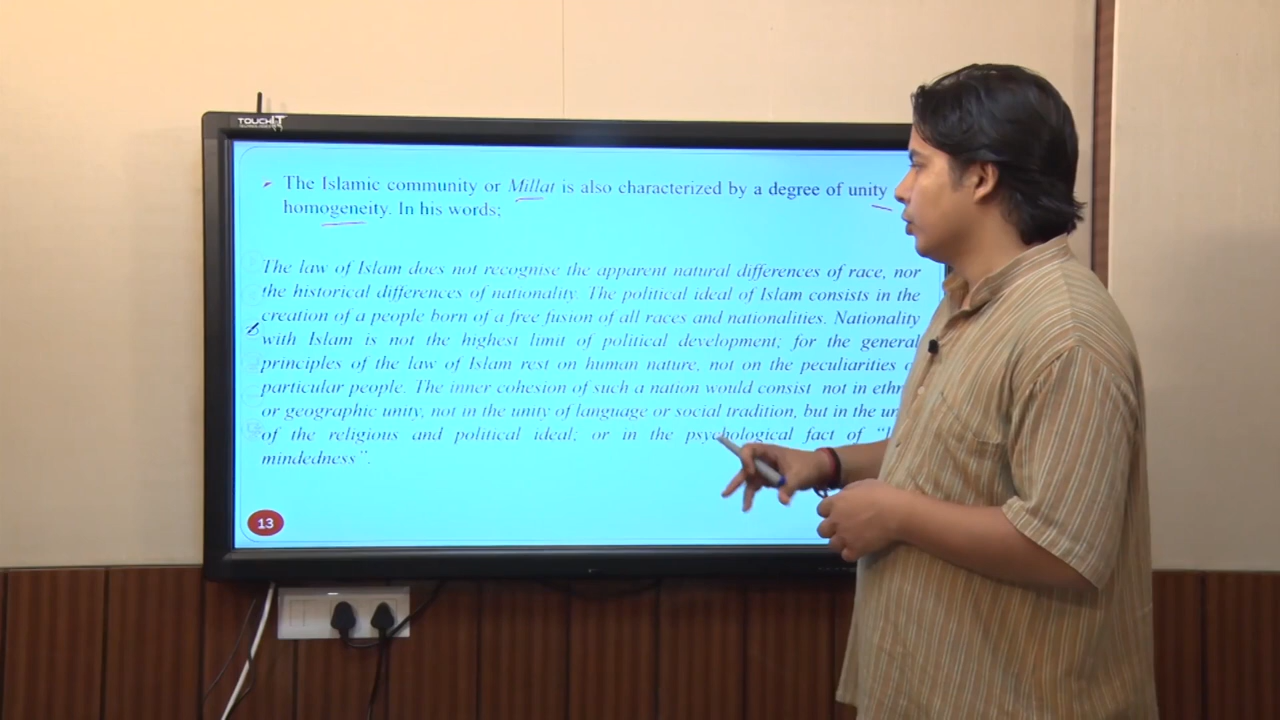 TOUCHIT
The Islamic community or Millat is also characterized by a degree of unity
homogeneity. In his words;
The law of Islam does not recognise the apparent natural differences of race, nor
the historical differences of nationality. The political ideal of Islam consists in the
creation of a people born of a free fusion of all races and nationalities. Nationality
with Islam is not the highest limit of political development; for the general
principles of the law of Islam rest on human nature, not on the peculiarities
particular people. The inner cohesion of such a nation would consist not in
or geographic unity, not in the unity of language or social tradition, but in the
of the religious and political ideal; or in the psychological fact of
mindedness”.
13